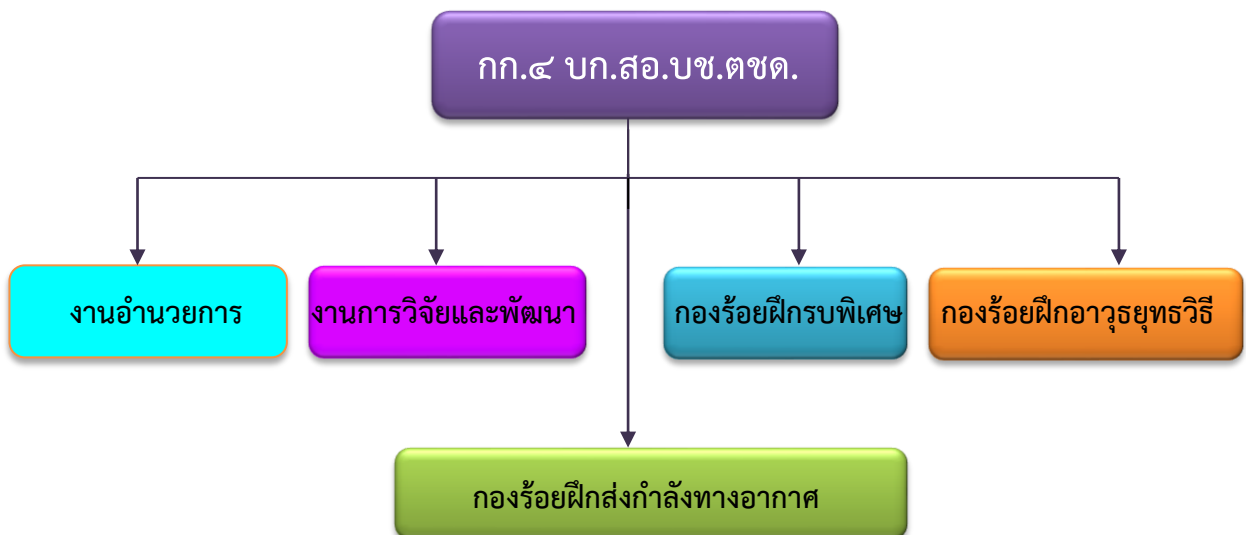 กก.๔ บก.สอ.บช.ตชด.
งานอำนวยการ
งานการวิจัยและพัฒนา
กองร้อยฝึกรบพิเศษ
กองร้อยฝึกอาวุธยุทธวิธี
กองร้อยฝึกส่งกำลังทางอากาศ